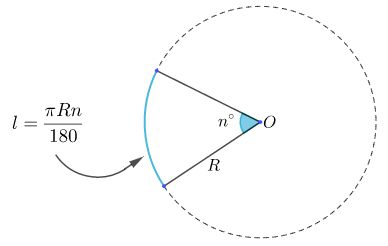 l = πRn/180
n°
O
R